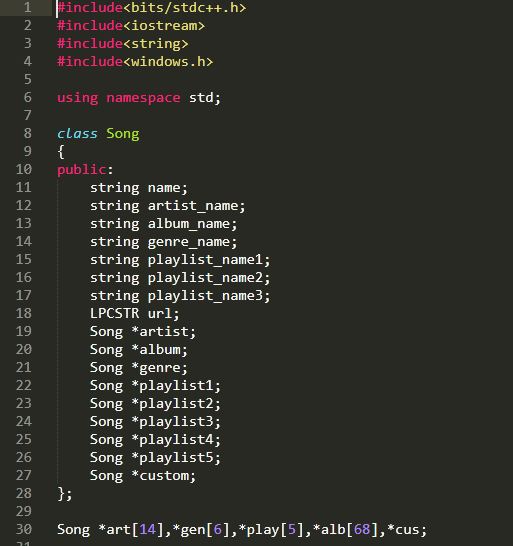 1 #include<bits/stdc++.h>
2 #include<iostream>
3 #include<string>
4 #include<windows.h>
5
6 using namespace std;
7
8 class Song
9 {
10 public:
11     string name;
12     string artist_name;
13     string album_name;
14     string genre_name;
15     string playlist_name1;
16     string playlist_name2;
17     string playlist_name3;
18     LPCSTR url;
19     Song *artist;
20     Song *album;
21     Song *genre;
22     Song *playlist1;
23     Song *playlist2;
24     Song *playlist3;
25     Song *playlist4;
26     Song *playlist5;
27     Song *custom;
28 };
29
30 Song *art[14],*gen[6],*play[5],*alb[68],*cus;